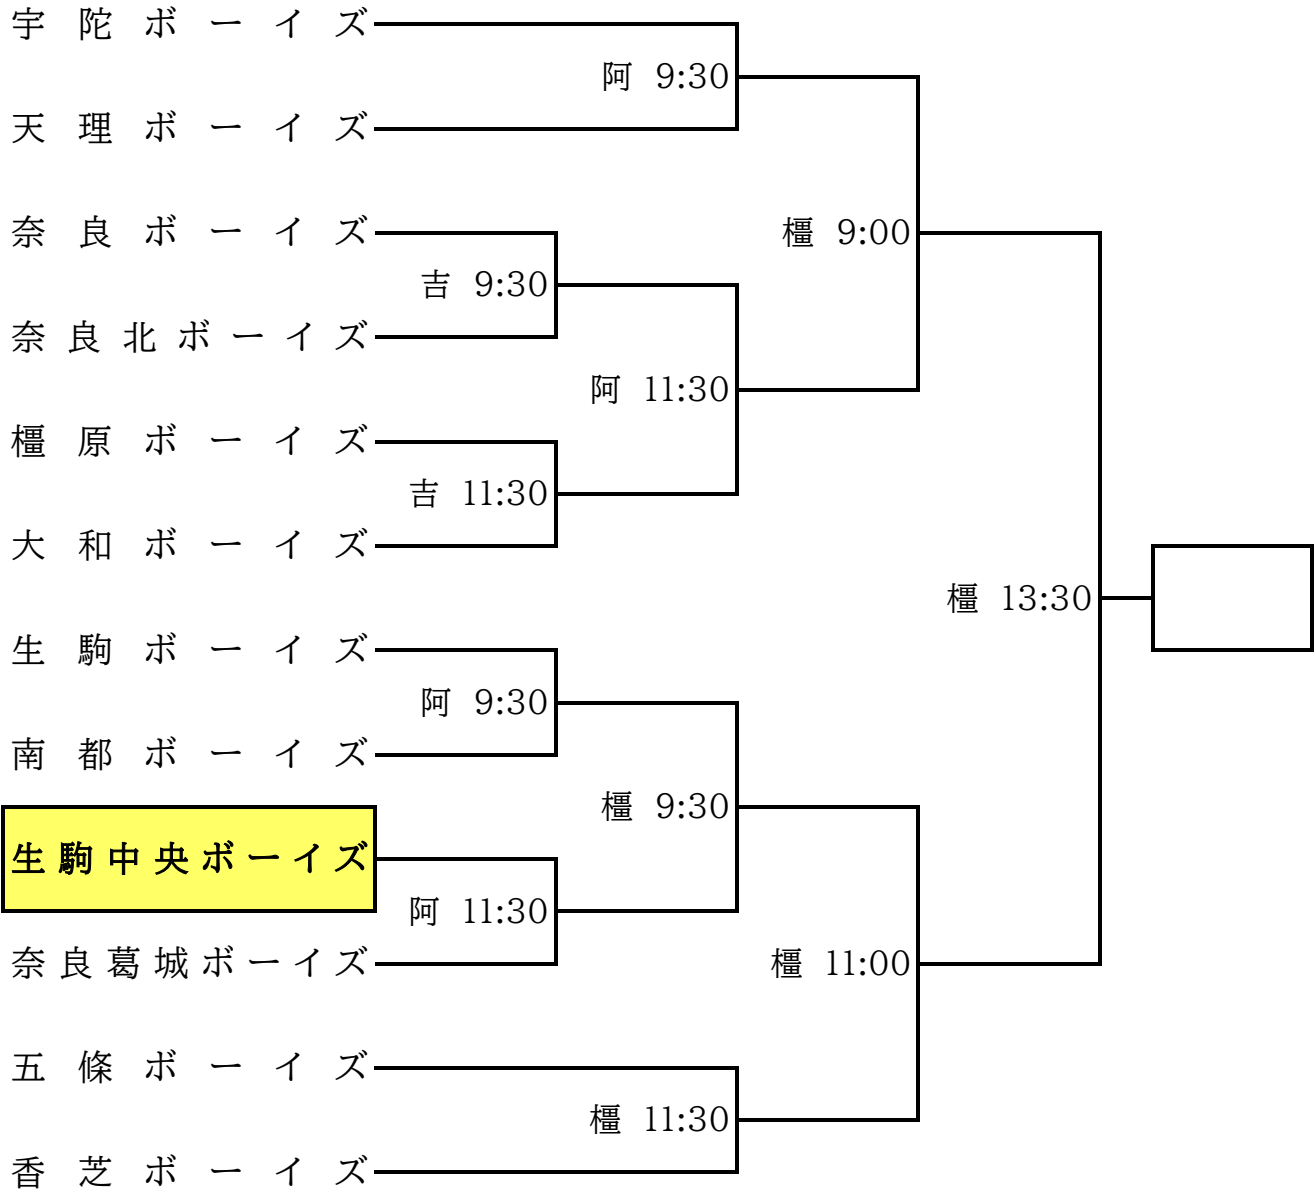 宇陀ボーイズ
阿 9:30
天理ボーイズ
奈良ボーイズ
橿 9:00
吉 9:30
奈良北ボーイズ
阿 11:30
橿原ボーイズ
吉 11:30
大和ボーイズ
橿 13:30
生駒ボーイズ
阿 9:30
南都ボーイズ
橿 9:30
生駒中央ボーイズ
阿 11:30
奈良葛城ボーイズ
橿 11:00
五條ボーイズ
橿 11:30
香芝ボーイズ